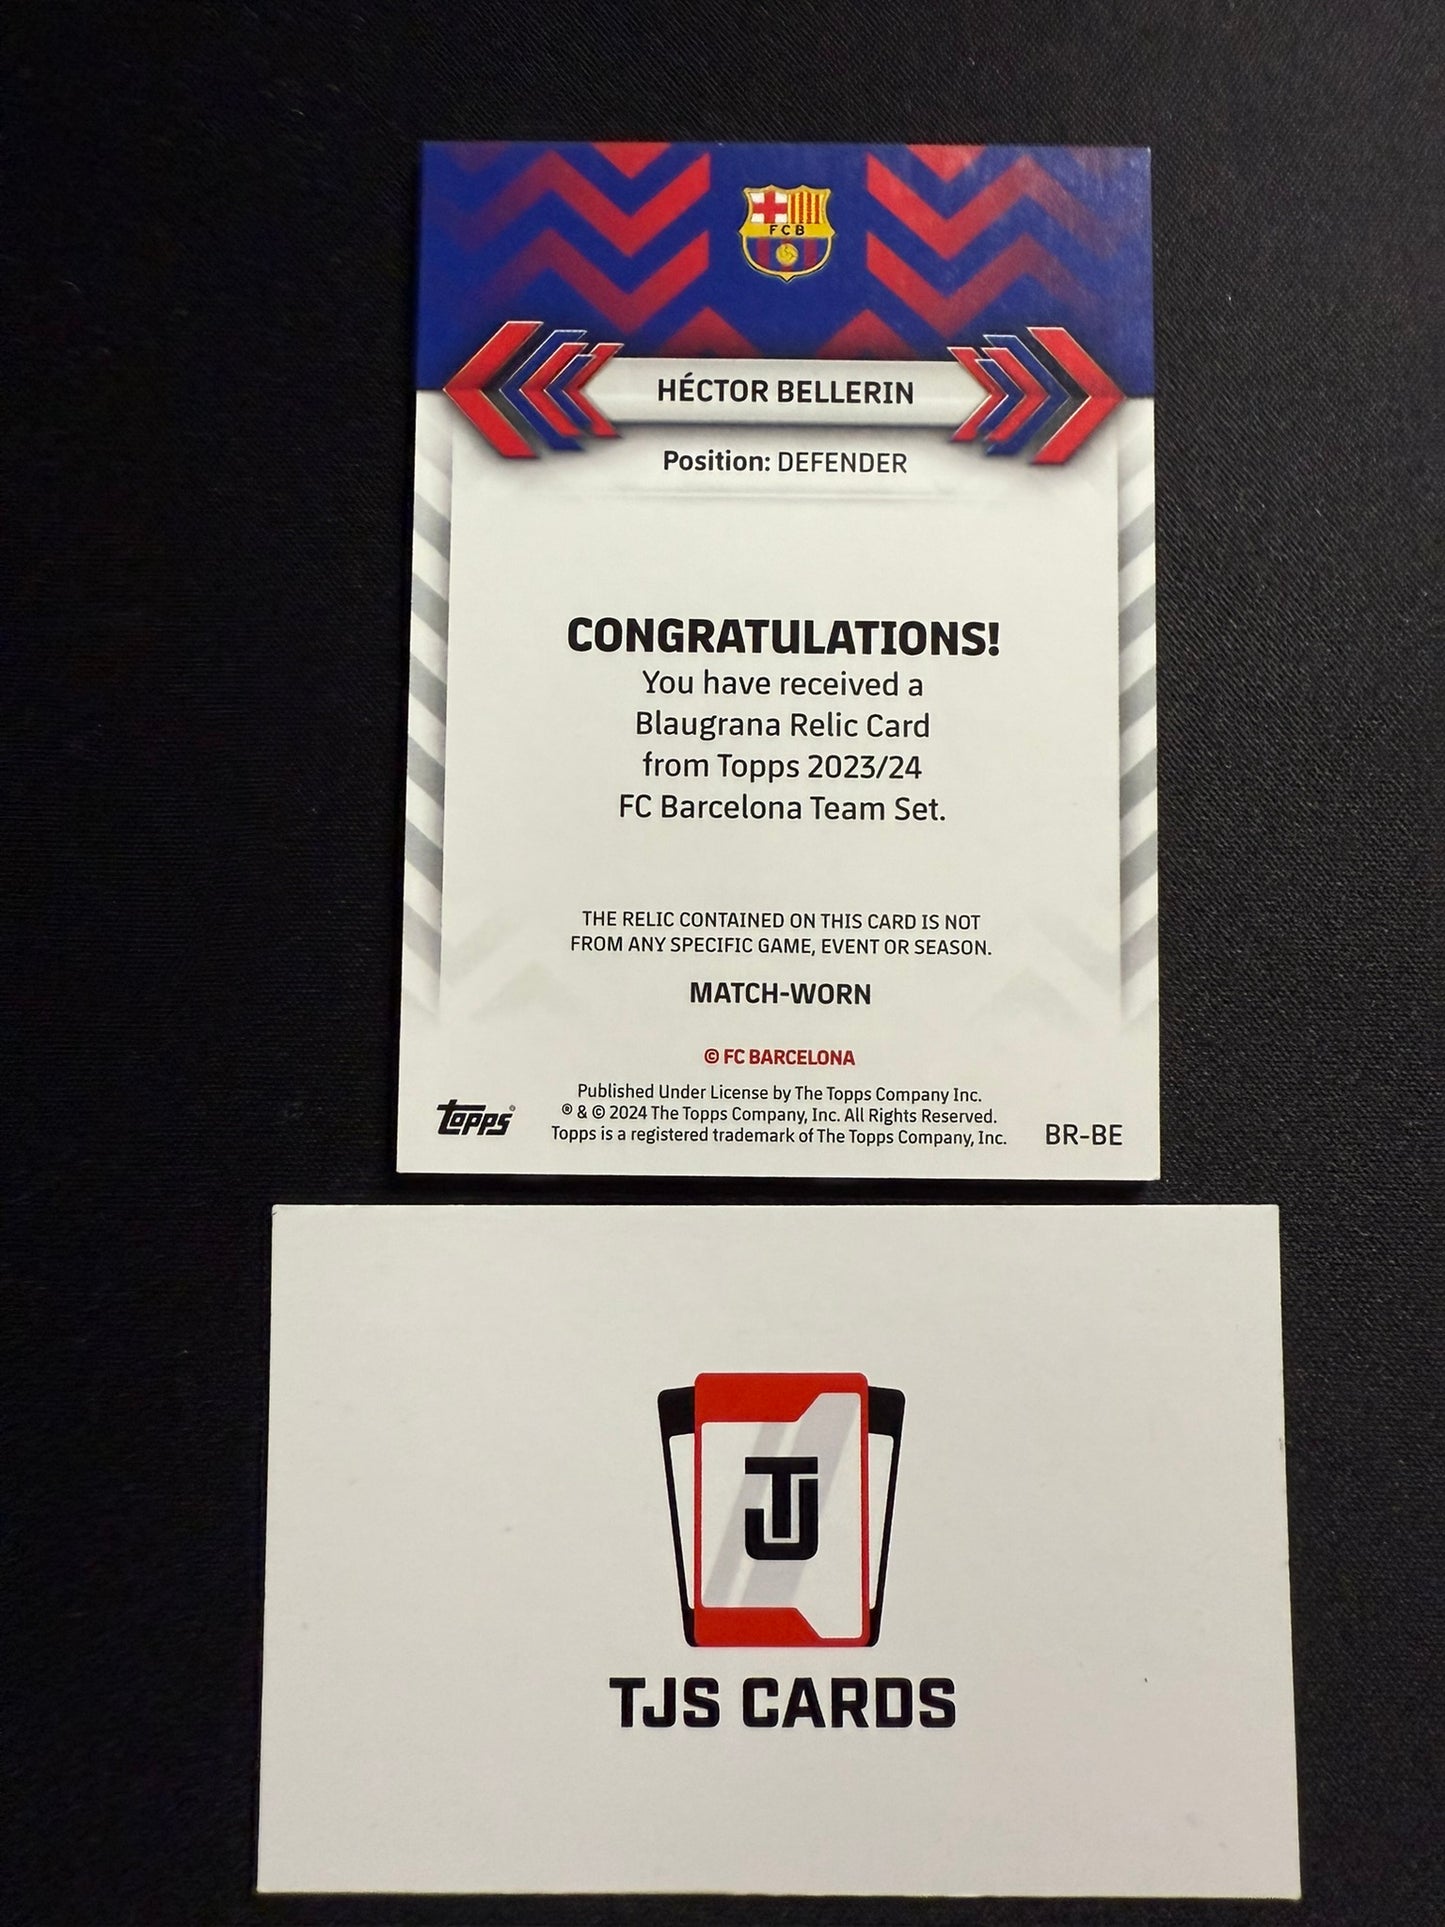 FCB
HÉCTOR BELLERIN
Position: DEFENDER
CONGRATULATIONS!
You have received a
Blaugrana Relic Card
from Topps 2023/24
FC Barcelona Team Set.
THE RELIC CONTAINED ON THIS CARD IS NOT
FROM ANY SPECIFIC GAME, EVENT OR SEASON.
MATCH-WORN
© FC BARCELONA
Published Under License by The Topps Company Inc.
® & © 2024 The Topps Company, Inc. All Rights Reserved.
Topps is a registered trademark of The Topps Company, Inc.
topps®
BR-BE
TJ
TJS CARDS